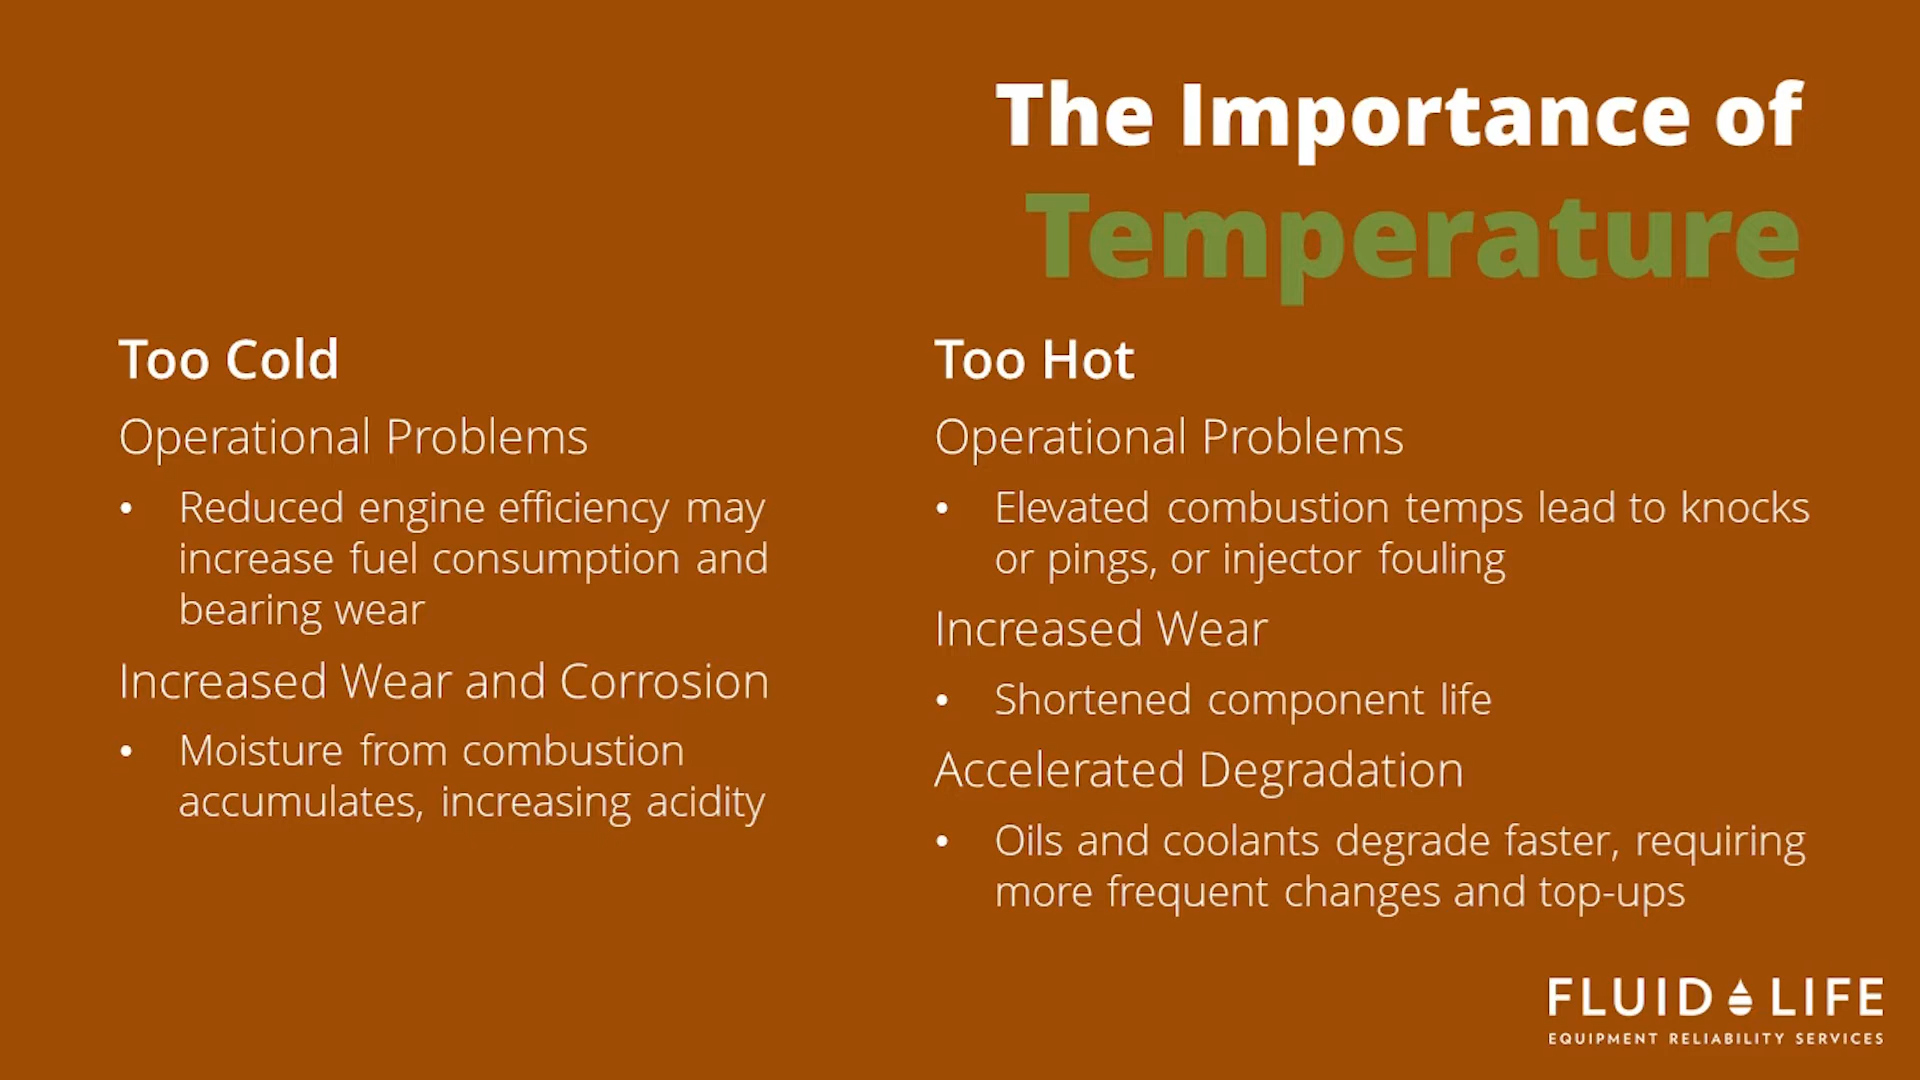 The Importance of
Temperature
Too Cold
Operational Problems
• Reduced engine efficiency may
increase fuel consumption and
bearing wear
Increased Wear and Corrosion
• Moisture from combustion
accumulates, increasing acidity
Too Hot
Operational Problems
• Elevated combustion temps lead to knocks
or pings, or injector fouling
Increased Wear
• Shortened component life
Accelerated Degradation
• Oils and coolants degrade faster, requiring
more frequent changes and top-ups
FLUID LIFE
EQUIPMENT RELIABILITY SERVICES